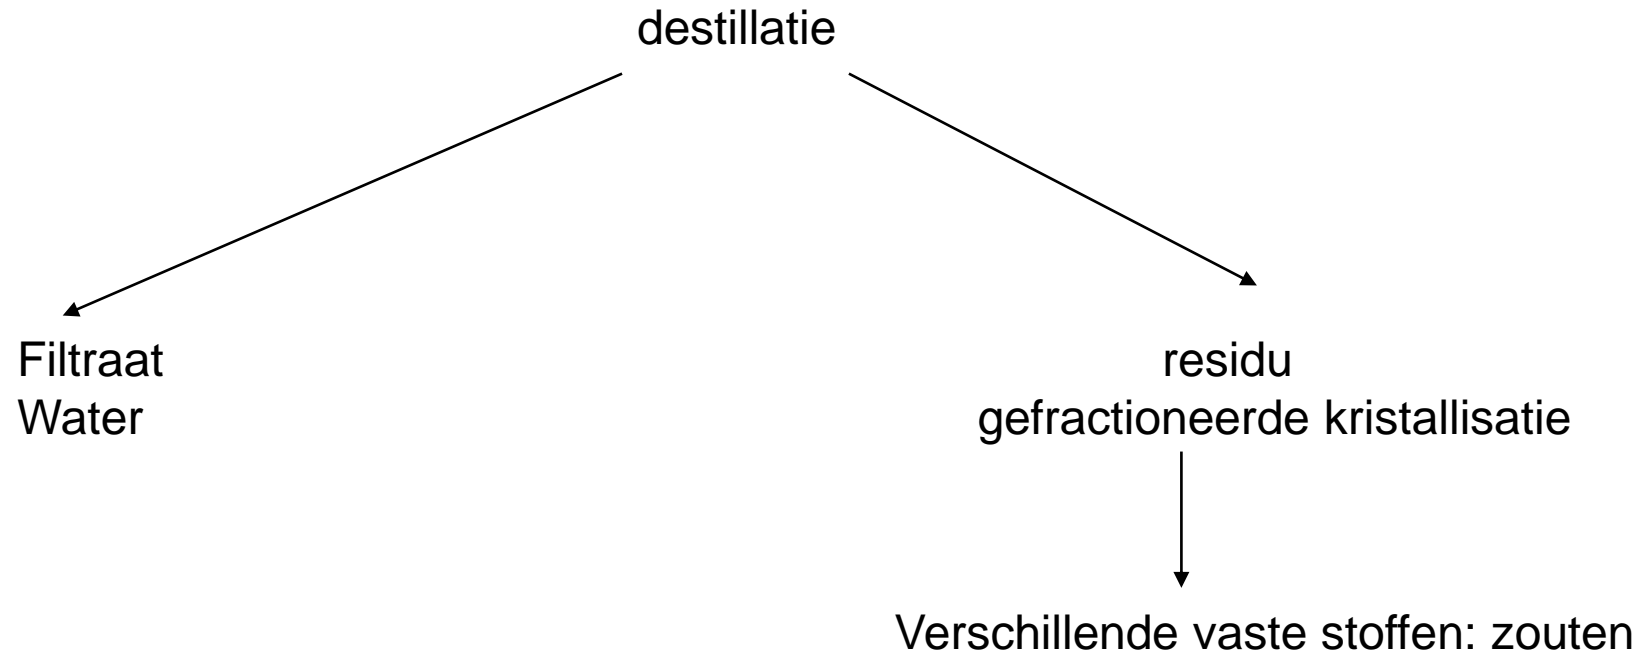 destillatie
Filtraat
Water
residu
gefractioneerde kristallisatie
Verschillende vaste stoffen: zouten